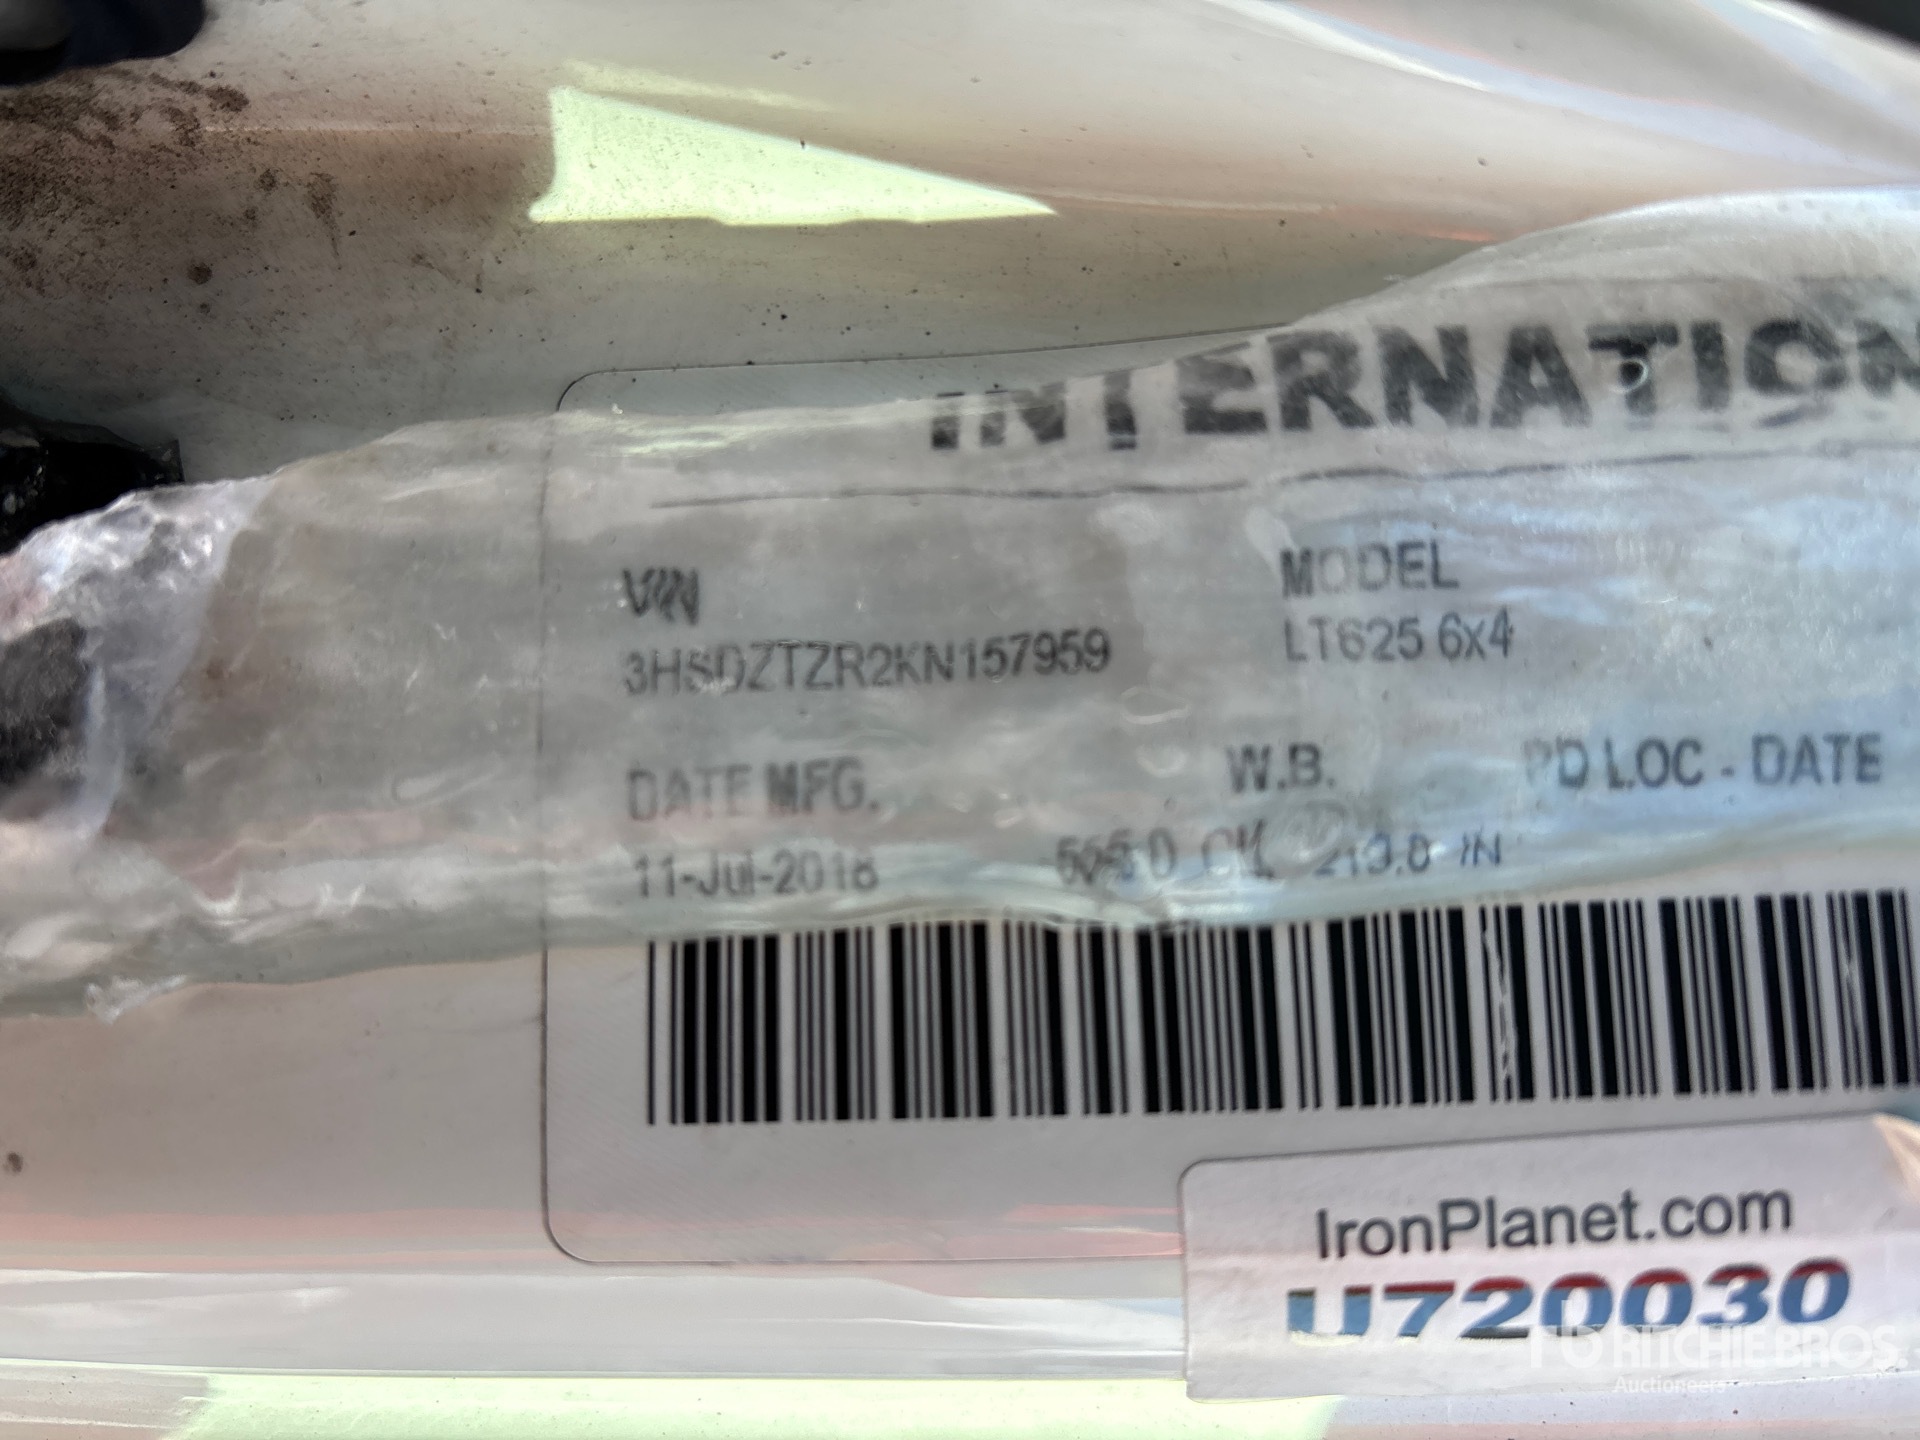 INTERNATION
VIN
MODEL
3HSDZTZR2KN157959
LT625 6x4
DATE MFG.
W.B.
PD LOC - DATE
11-Jul-2018
IN
IronPlanet.com
U720030
RITCHIE BROS
Auctioneers